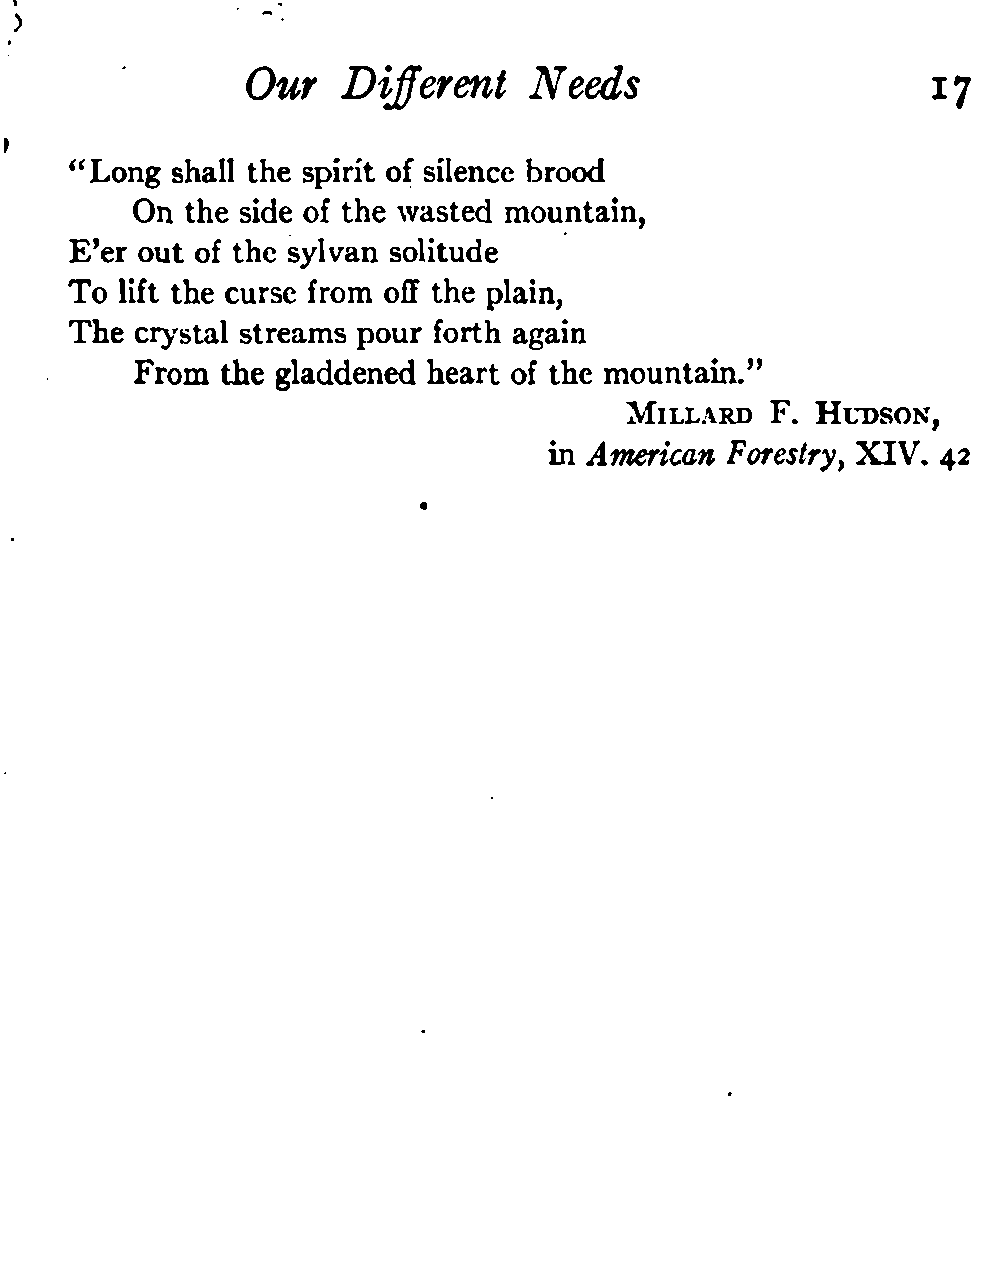 Our Different Needs 17
“Long shall the spirit of silence brood
On the side of the wasted mountain,
E’er out of the sylvan solitude
To lift the curse from off the plain,
The crystal streams pour forth again
From the gladdened heart of the mountain.”
MILLARD F. HUDSON,
in American Forestry, XIV. 42